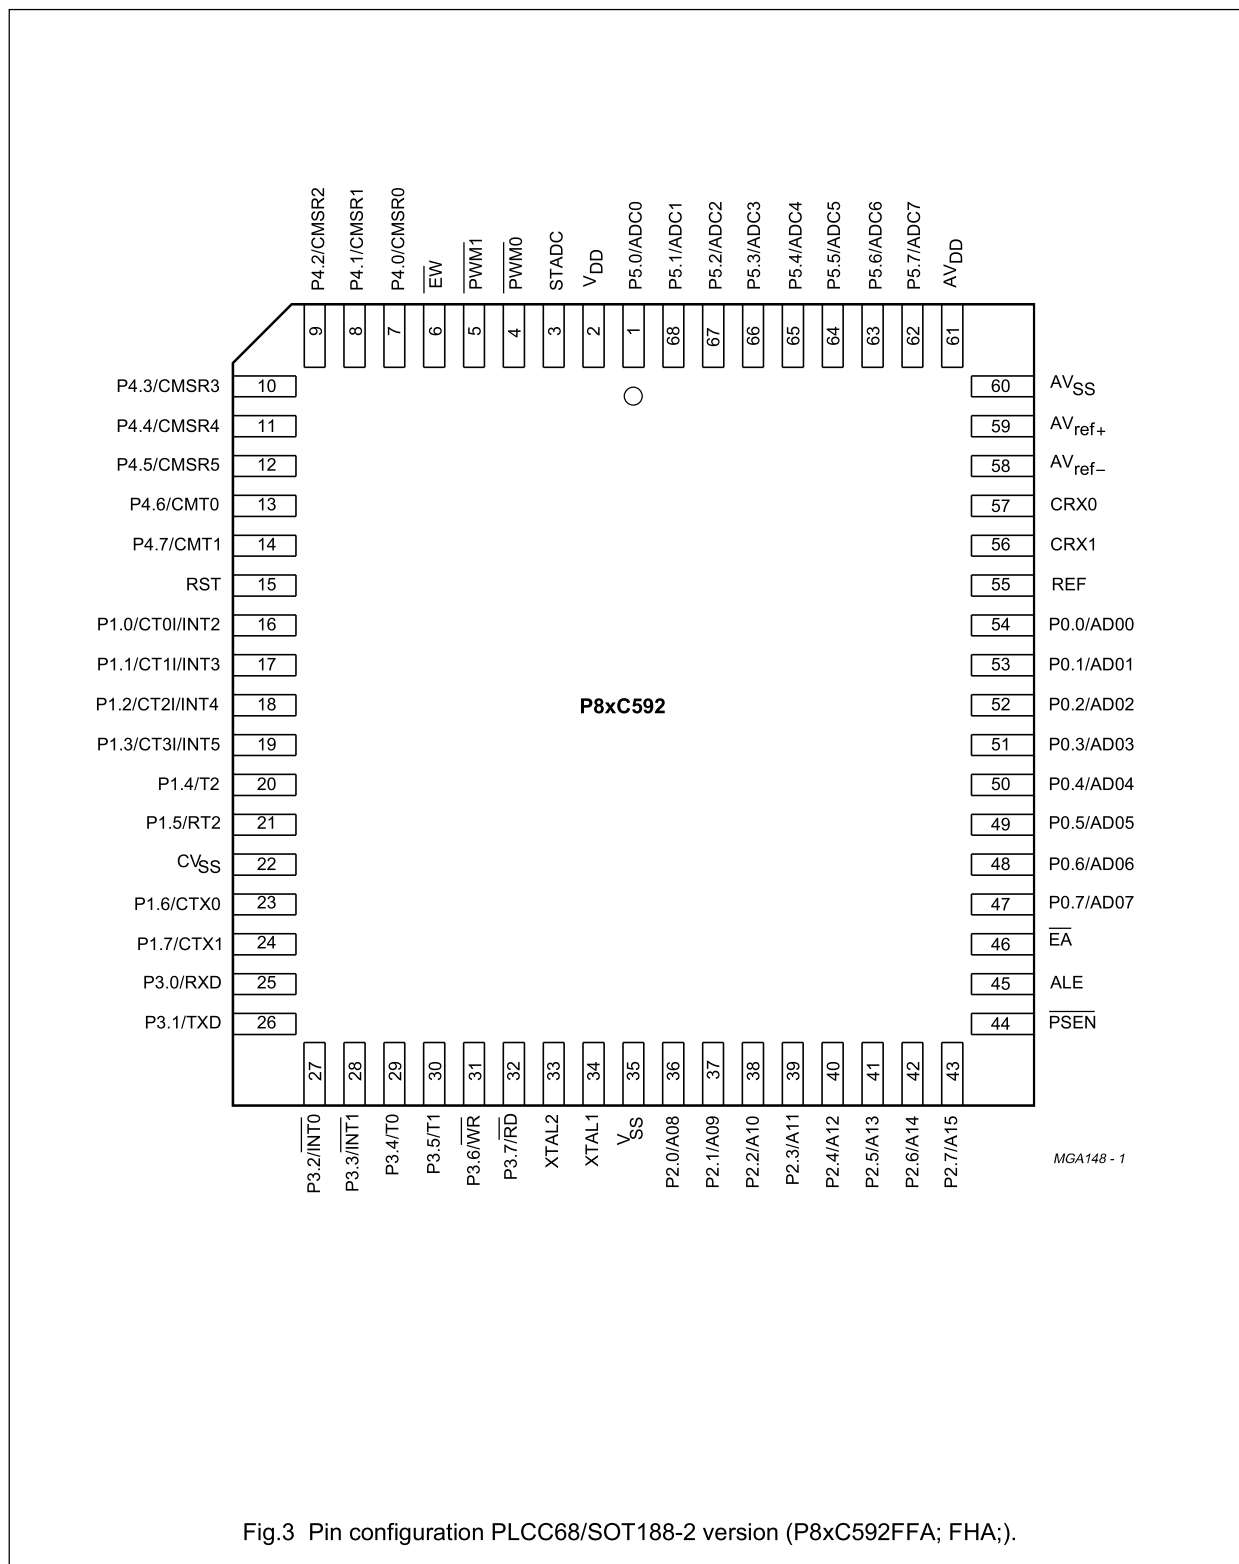 P4.2/CMSR2
P4.1/CMSR1
P4.0/CMSR0
EW
PWM1
PWM0
STADC
VDD
P5.0/ADC0
P5.1/ADC1
P5.2/ADC2
P5.3/ADC3
P5.4/ADC4
P5.5/ADC5
P5.6/ADC6
P5.7/ADC7
AVDD
9
8
7
6
5
4
3
2
1
68
67
66
65
64
63
62
61
P4.3/CMSR3 10
P4.4/CMSR4 11
P4.5/CMSR5 12
P4.6/CMT0 13
P4.7/CMT1 14
RST 15
P1.0/CT0I/INT2 16
P1.1/CT1I/INT3 17
P1.2/CT2I/INT4 18
P1.3/CT3I/INT5 19
P1.4/T2 20
P1.5/RT2 21
CVSS 22
P1.6/CTX0 23
P1.7/CTX1 24
P3.0/RXD 25
P3.1/TXD 26
P8xC592
60 AVSS
59 AVref+
58 AVref−
57 CRX0
56 CRX1
55 REF
54 P0.0/AD00
53 P0.1/AD01
52 P0.2/AD02
51 P0.3/AD03
50 P0.4/AD04
49 P0.5/AD05
48 P0.6/AD06
47 P0.7/AD07
46 EA
45 ALE
44 PSEN
27
28
29
30
31
32
33
34
35
36
37
38
39
40
41
42
43
P3.2/INT0
P3.3/INT1
P3.4/T0
P3.5/T1
P3.6/WR
P3.7/RD
XTAL2
XTAL1
VSS
P2.0/A08
P2.1/A09
P2.2/A10
P2.3/A11
P2.4/A12
P2.5/A13
P2.6/A14
P2.7/A15
MGA148 - 1
Fig.3 Pin configuration PLCC68/SOT188-2 version (P8xC592FFA; FHA;).